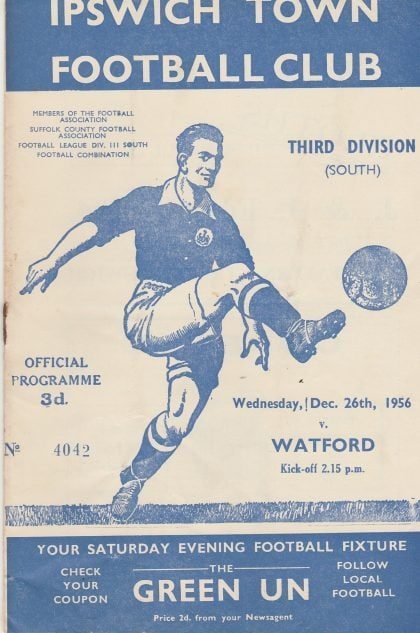 IPSWICH TOWN
FOOTBALL CLUB
MEMBERS OF THE FOOTBALL
ASSOCIATION
SUFFOLK COUNTY FOOTBALL
ASSOCIATION
FOOTBALL LEAGUE DIV. III SOUTH
FOOTBALL COMBINATION
THIRD DIVISION
(SOUTH)
OFFICIAL
PROGRAMME
3d.
Nº 4042
Wednesday, Dec. 26th, 1956
v.
WATFORD
Kick-off 2.15 p.m.
YOUR SATURDAY EVENING FOOTBALL FIXTURE
CHECK
YOUR
COUPON
THE
GREEN UN
Price 2d. from your Newsagent
FOLLOW
LOCAL
FOOTBALL